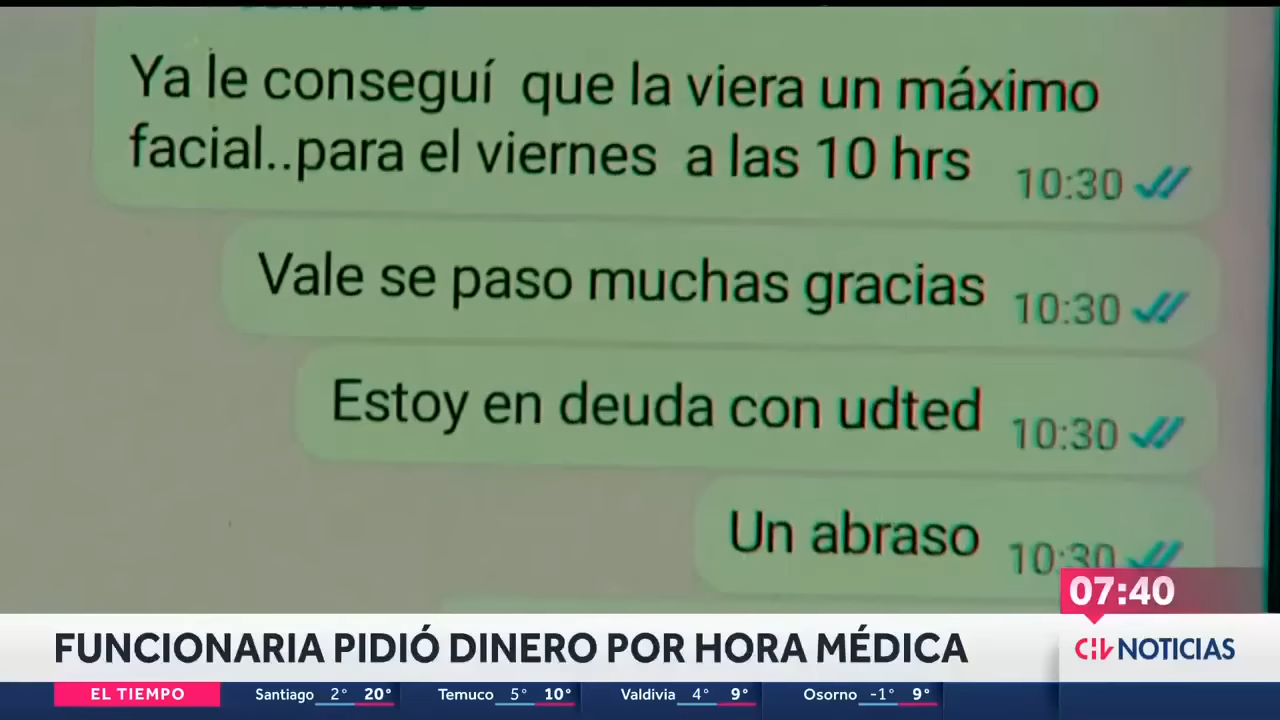 Ya le conseguí que la viera un máximo
facial..para el viernes a las 10 hrs
10:30
Vale se paso muchas gracias
10:30
Estoy en deuda con udted
10:30
Un abraso
10:30
07:40
FUNCIONARIA PIDIÓ DINERO POR HORA MÉDICA
CHV NOTICIAS
EL TIEMPO Santiago 2° 20° Temuco 5° 10° Valdivia 4° 9° Osorno -1° 9°